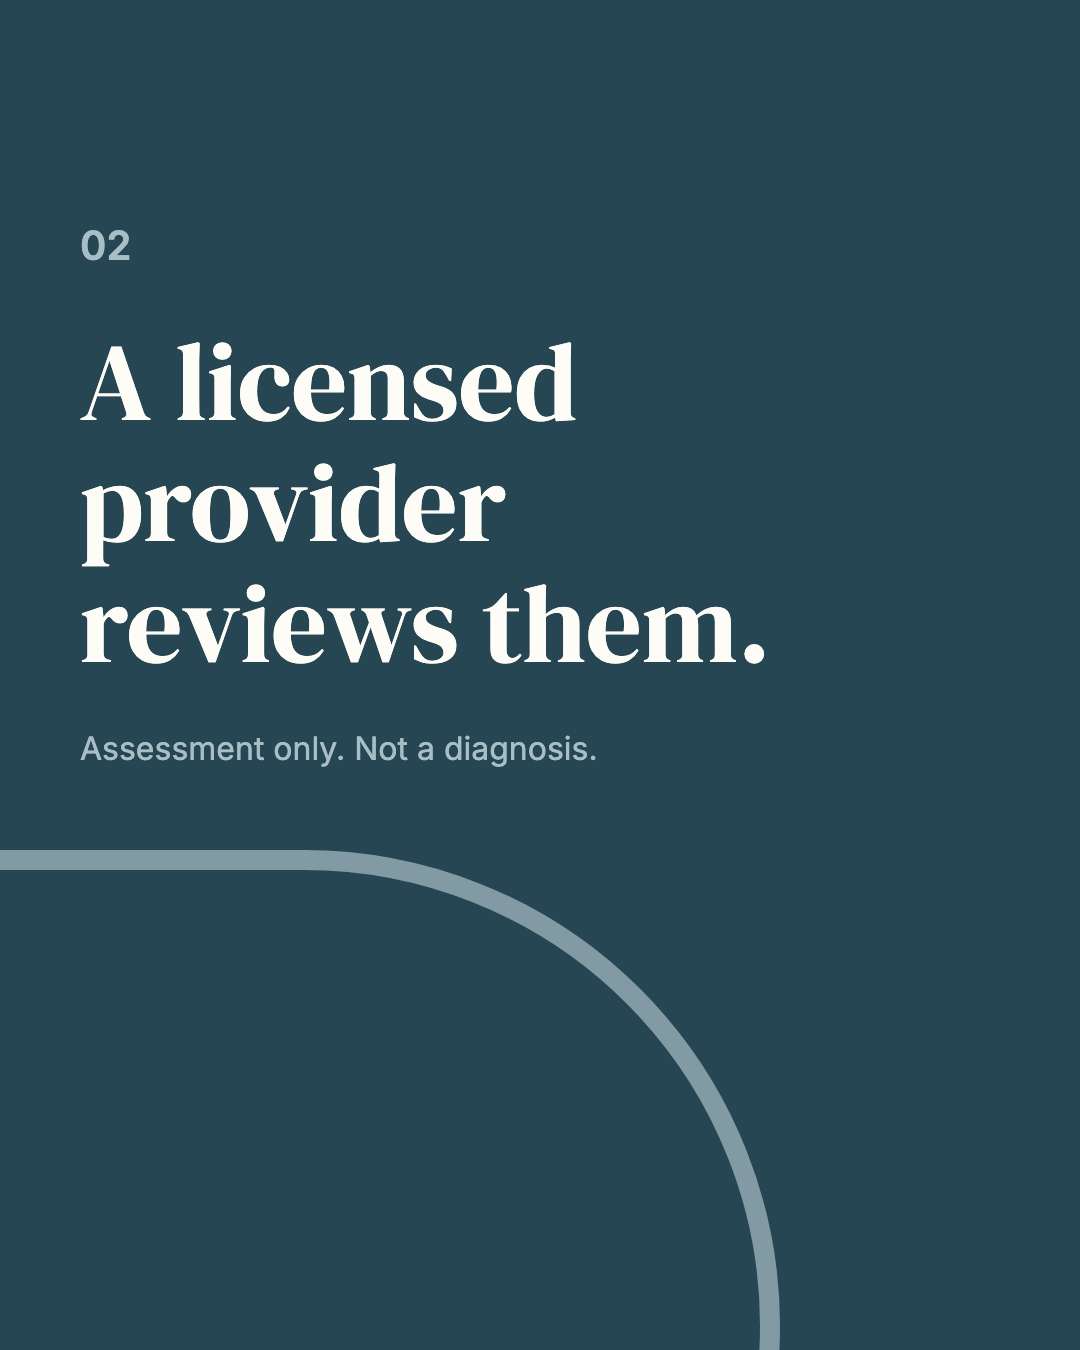 02
A licensed
provider
reviews them.
Assessment only. Not a diagnosis.